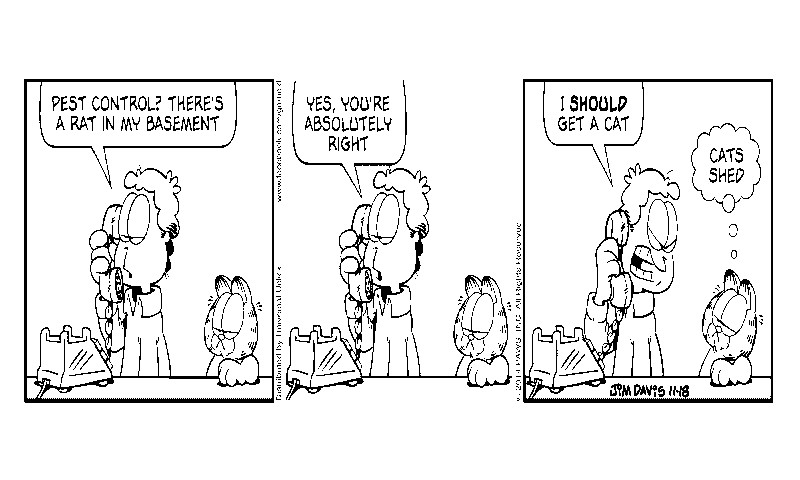 PEST CONTROL? THERE'S
A RAT IN MY BASEMENT
YES, YOU'RE
ABSOLUTELY
RIGHT
I SHOULD
GET A CAT
CATS
SHED
JIM DAVIS 11-18